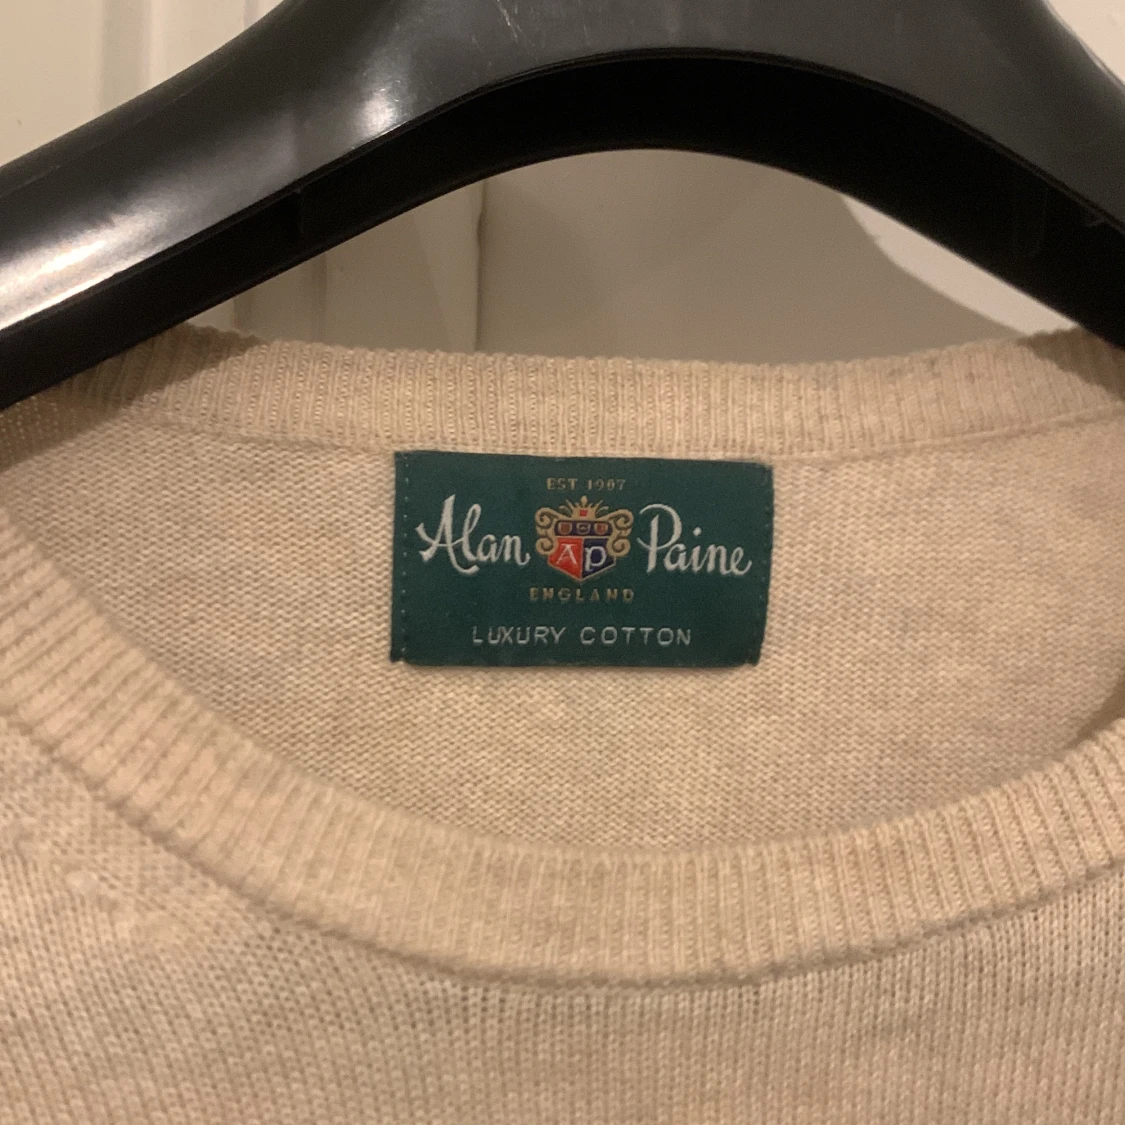 EST 1907
Alan AP Paine
ENGLAND
LUXURY COTTON